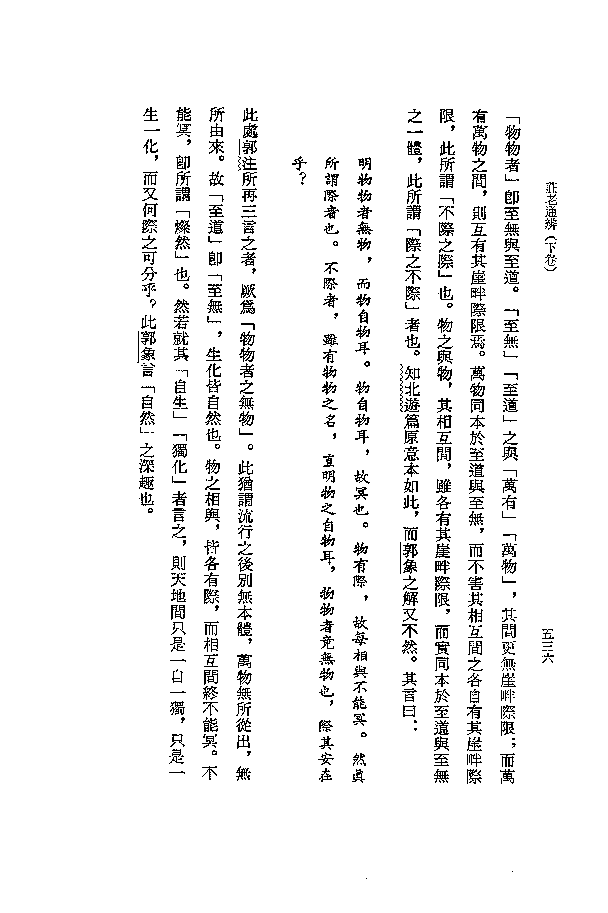 莊老通辨（下卷）
五三六
「物物者」卽至無與至道。「至無」「至道」之與「萬有」「萬物」，其間更無崖畔際限；而萬
有萬物之間，則互有其崖畔際限焉。萬物同本於至道與至無，而不害其相互間之各自有其崖畔際
限，此所謂「不際之際」也。物之與物，其相互間，雖各有其崖畔際限，而實同本於至道與至無
之一體，此所謂「際之不際」者也。知北遊篇原意本如此，而郭象之解又不然。其言曰：
明物物者無物，而物自物耳。物自物耳，故冥也。物有際，故每相與不能冥。然眞
所謂際者也。不際者，雖有物物之名，直明物之自物耳，物物者竟無物也，際其安在
乎？
此處郭注所再三言之者，厥爲「物物者之無物」。此猶謂流行之後別無本體，萬物無所從出，無
所由來。故「至道」卽「至無」，生化皆自然也。物之相與，皆各有際，而相互間終不能冥。不
能冥，卽所謂「燦然」也。然若就其「自生」「獨化」者言之，則天地間只是一自一獨，只是一
生一化，而又何際之可分乎？此郭象言「自然」之深趣也。